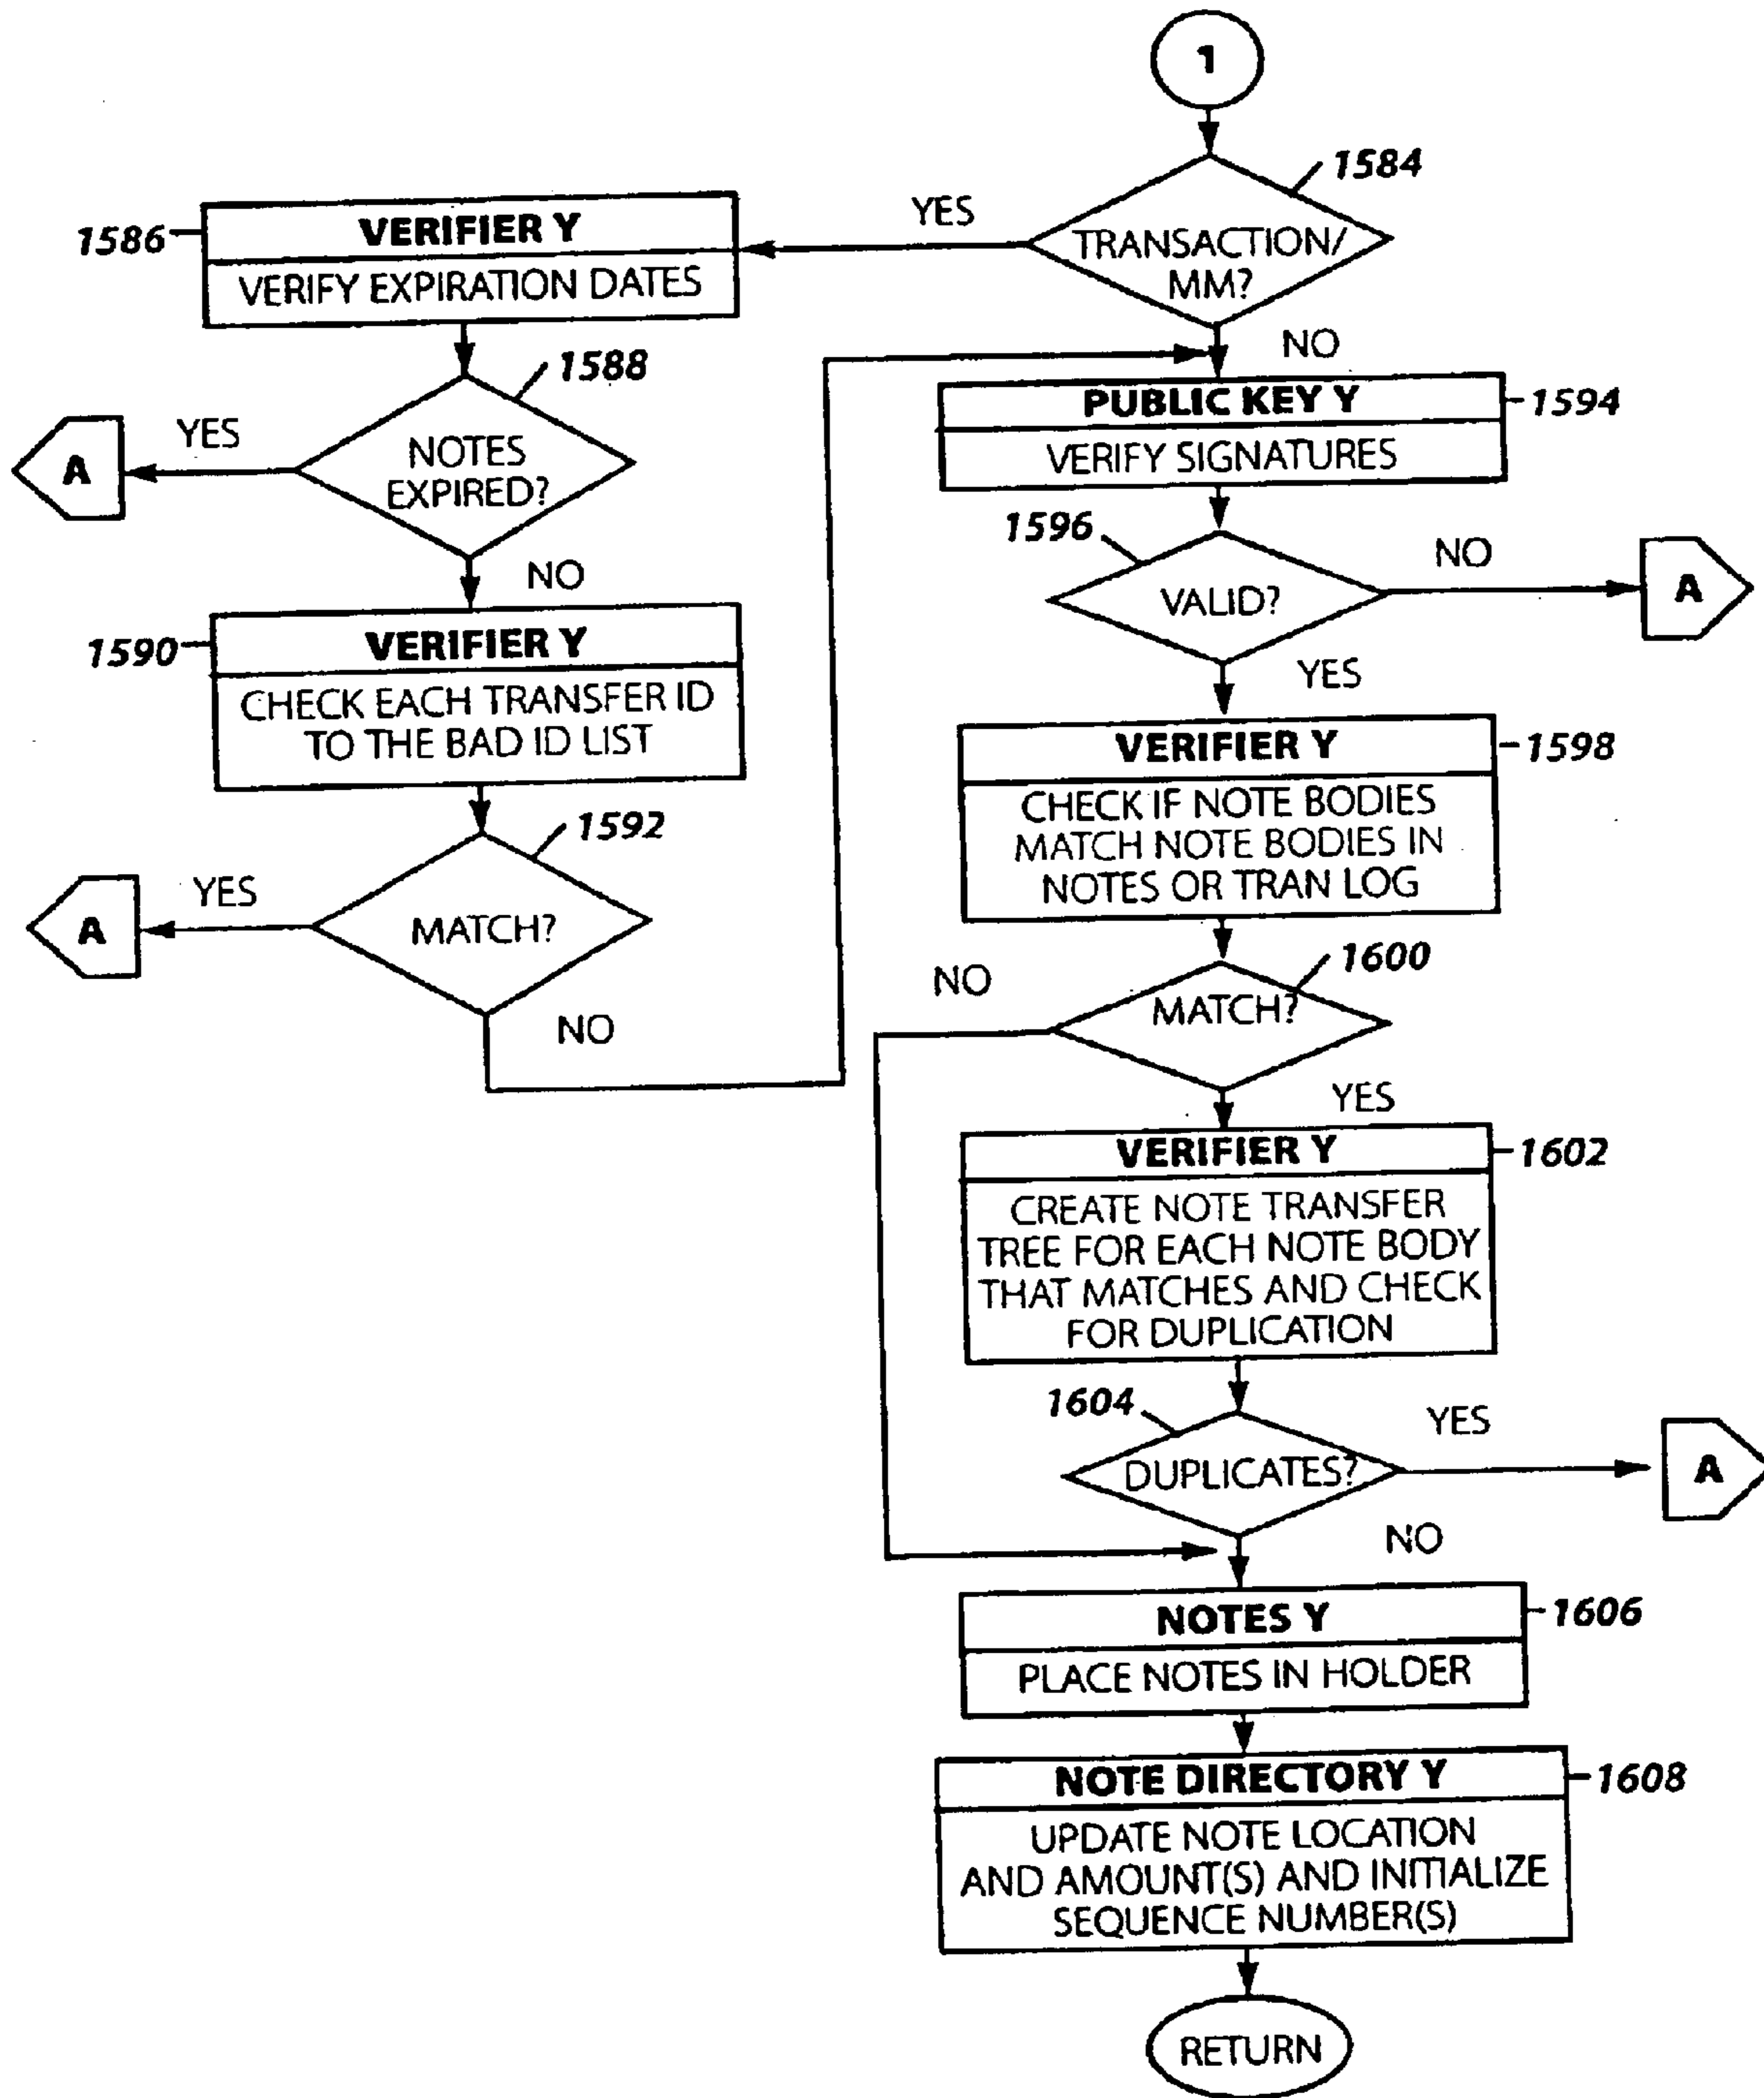 1
1584
TRANSACTION/
MM?
YES
NO
1586
VERIFIER Y
VERIFY EXPIRATION DATES
1588
NOTES
EXPIRED?
YES
A
NO
1590
VERIFIER Y
CHECK EACH TRANSFER ID
TO THE BAD ID LIST
1592
MATCH?
YES
A
NO
PUBLIC KEY Y
1594
VERIFY SIGNATURES
1596
VALID?
NO
A
YES
VERIFIER Y
1598
CHECK IF NOTE BODIES
MATCH NOTE BODIES IN
NOTES OR TRAN LOG
1600
MATCH?
NO
YES
VERIFIER Y
1602
CREATE NOTE TRANSFER
TREE FOR EACH NOTE BODY
THAT MATCHES AND CHECK
FOR DUPLICATION
1604
DUPLICATES?
YES
A
NO
NOTES Y
1606
PLACE NOTES IN HOLDER
NOTE DIRECTORY Y
1608
UPDATE NOTE LOCATION
AND AMOUNT(S) AND INITIALIZE
SEQUENCE NUMBER(S)
RETURN